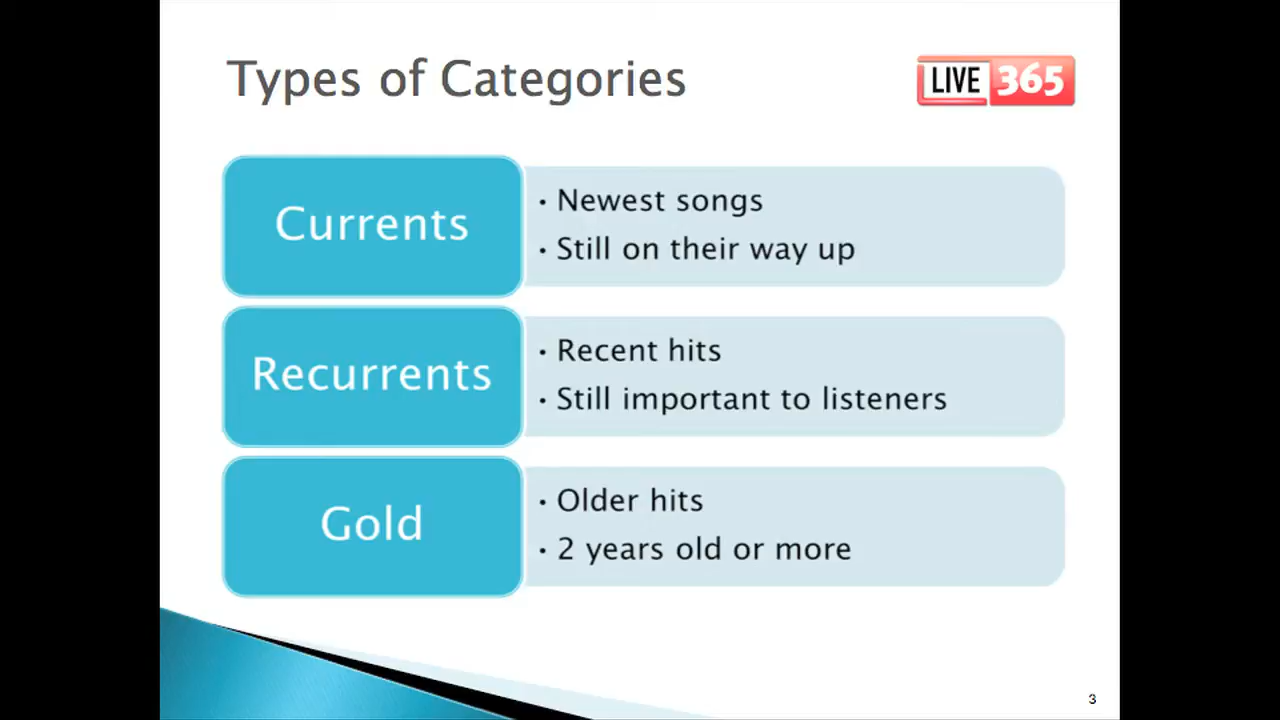 Types of Categories
LIVE 365
Currents
• Newest songs
• Still on their way up
Recurrents
• Recent hits
• Still important to listeners
Gold
• Older hits
• 2 years old or more
3